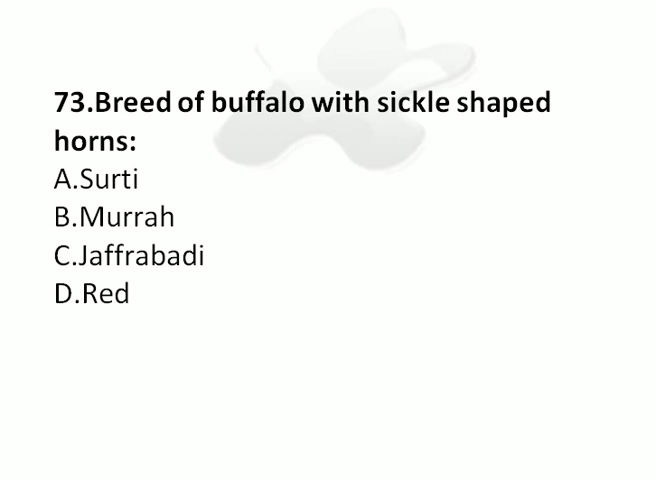 73.Breed of buffalo with sickle shaped
horns:
A.Surti
B.Murrah
C.Jaffrabadi
D.Red